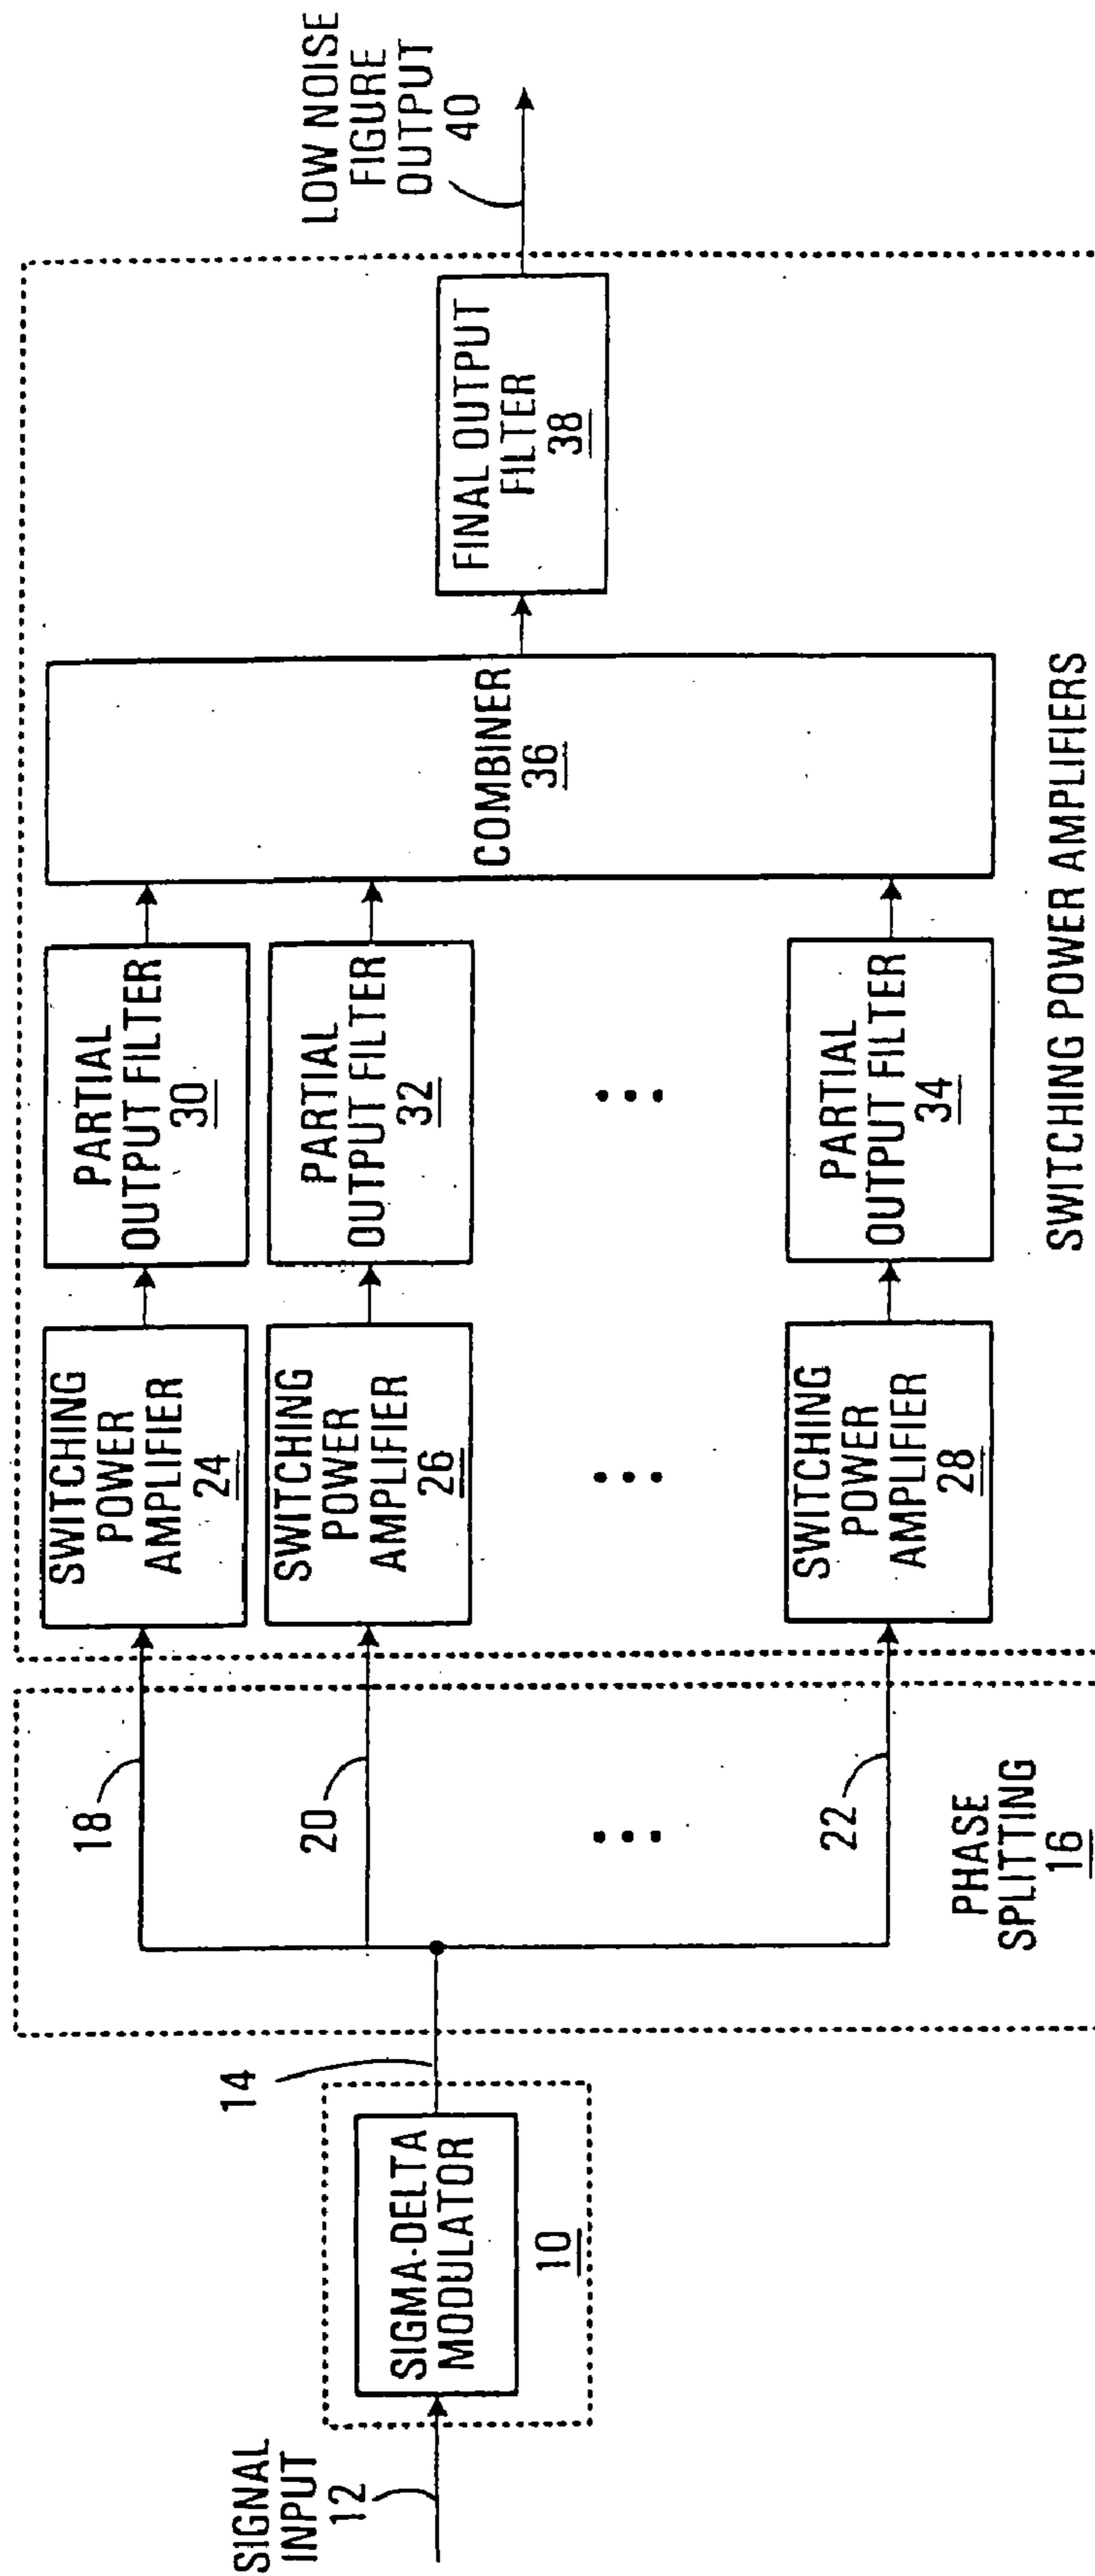 SIGNAL
INPUT
12
SIGMA-DELTA
MODULATOR
10
14
18
20
22
PHASE
SPLITTING
16
SWITCHING
POWER
AMPLIFIER
24
SWITCHING
POWER
AMPLIFIER
26
SWITCHING
POWER
AMPLIFIER
28
PARTIAL
OUTPUT FILTER
30
PARTIAL
OUTPUT FILTER
32
PARTIAL
OUTPUT FILTER
34
COMBINER
36
FINAL OUTPUT
FILTER
38
SWITCHING POWER AMPLIFIERS
LOW NOISE
FIGURE
OUTPUT
40